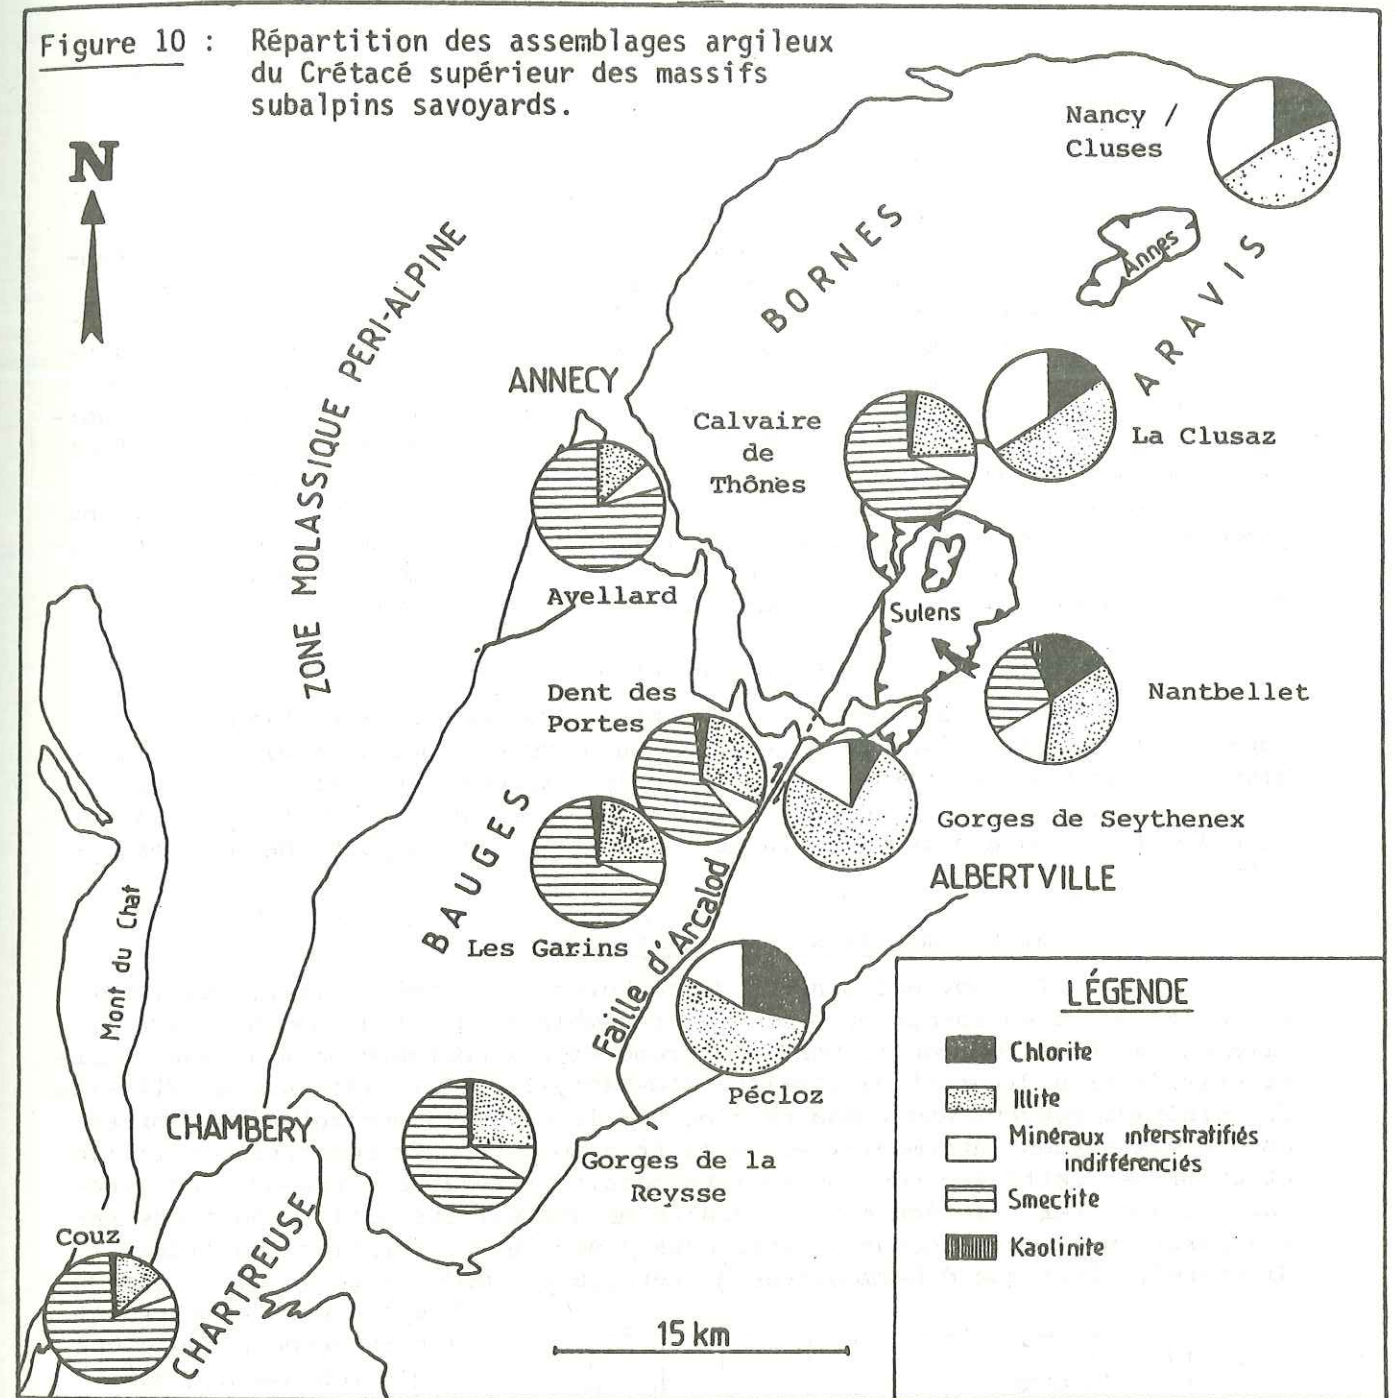 Figure 10 : Répartition des assemblages argileux
du Crétacé supérieur des massifs
subalpins savoyards.
N
Nancy /
Cluses
ZONE MOLASSIQUE PERI-ALPINE
BORNES
Annes
ARAVIS
ANNECY
Calvaire
de
Thônes
La Clusaz
Avellard
Sulens
Dent des
Portes
Nantbellet
Gorges de Seythenex
ALBERTVILLE
BAUGES
Les Garins
Faille d'Arcalod
Mont du Chat
Pécloz
CHAMBERY
Gorges de la
Reysse
Couz
CHARTREUSE
15 km
LÉGENDE
Chlorite
Illite
Minéraux interstratifiés
indifférenciés
Smectite
Kaolinite